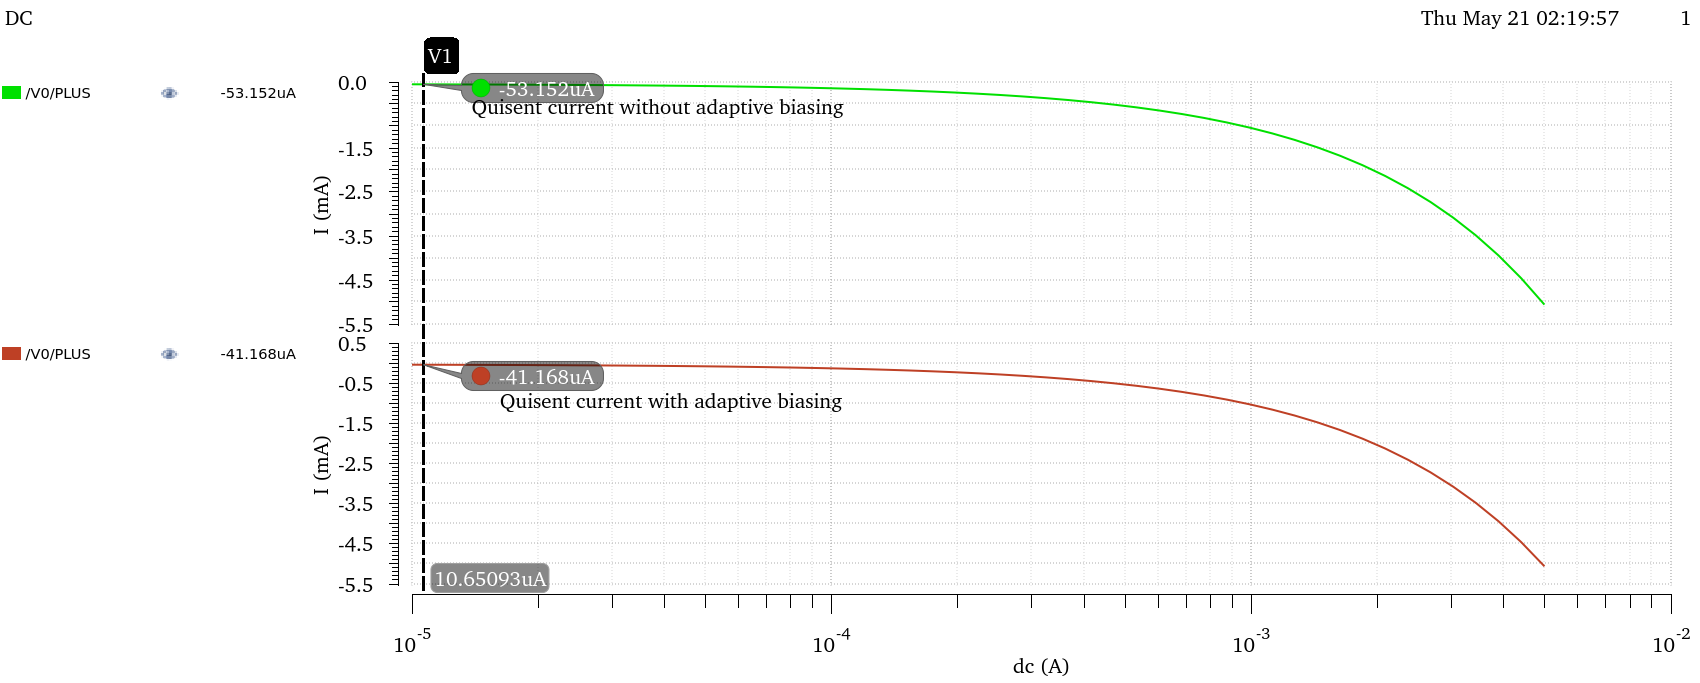 DC
Thu May 21 02:19:57
1
V1
/V0/PLUS
-53.152uA
-53.152uA
Quisent current without adaptive biasing
0.0
-1.5
-2.5
-3.5
-4.5
-5.5
I (mA)
/V0/PLUS
-41.168uA
-41.168uA
Quisent current with adaptive biasing
0.5
-0.5
-1.5
-2.5
-3.5
-4.5
-5.5
I (mA)
10.65093uA
10-5
10-4
10-3
10-2
dc (A)